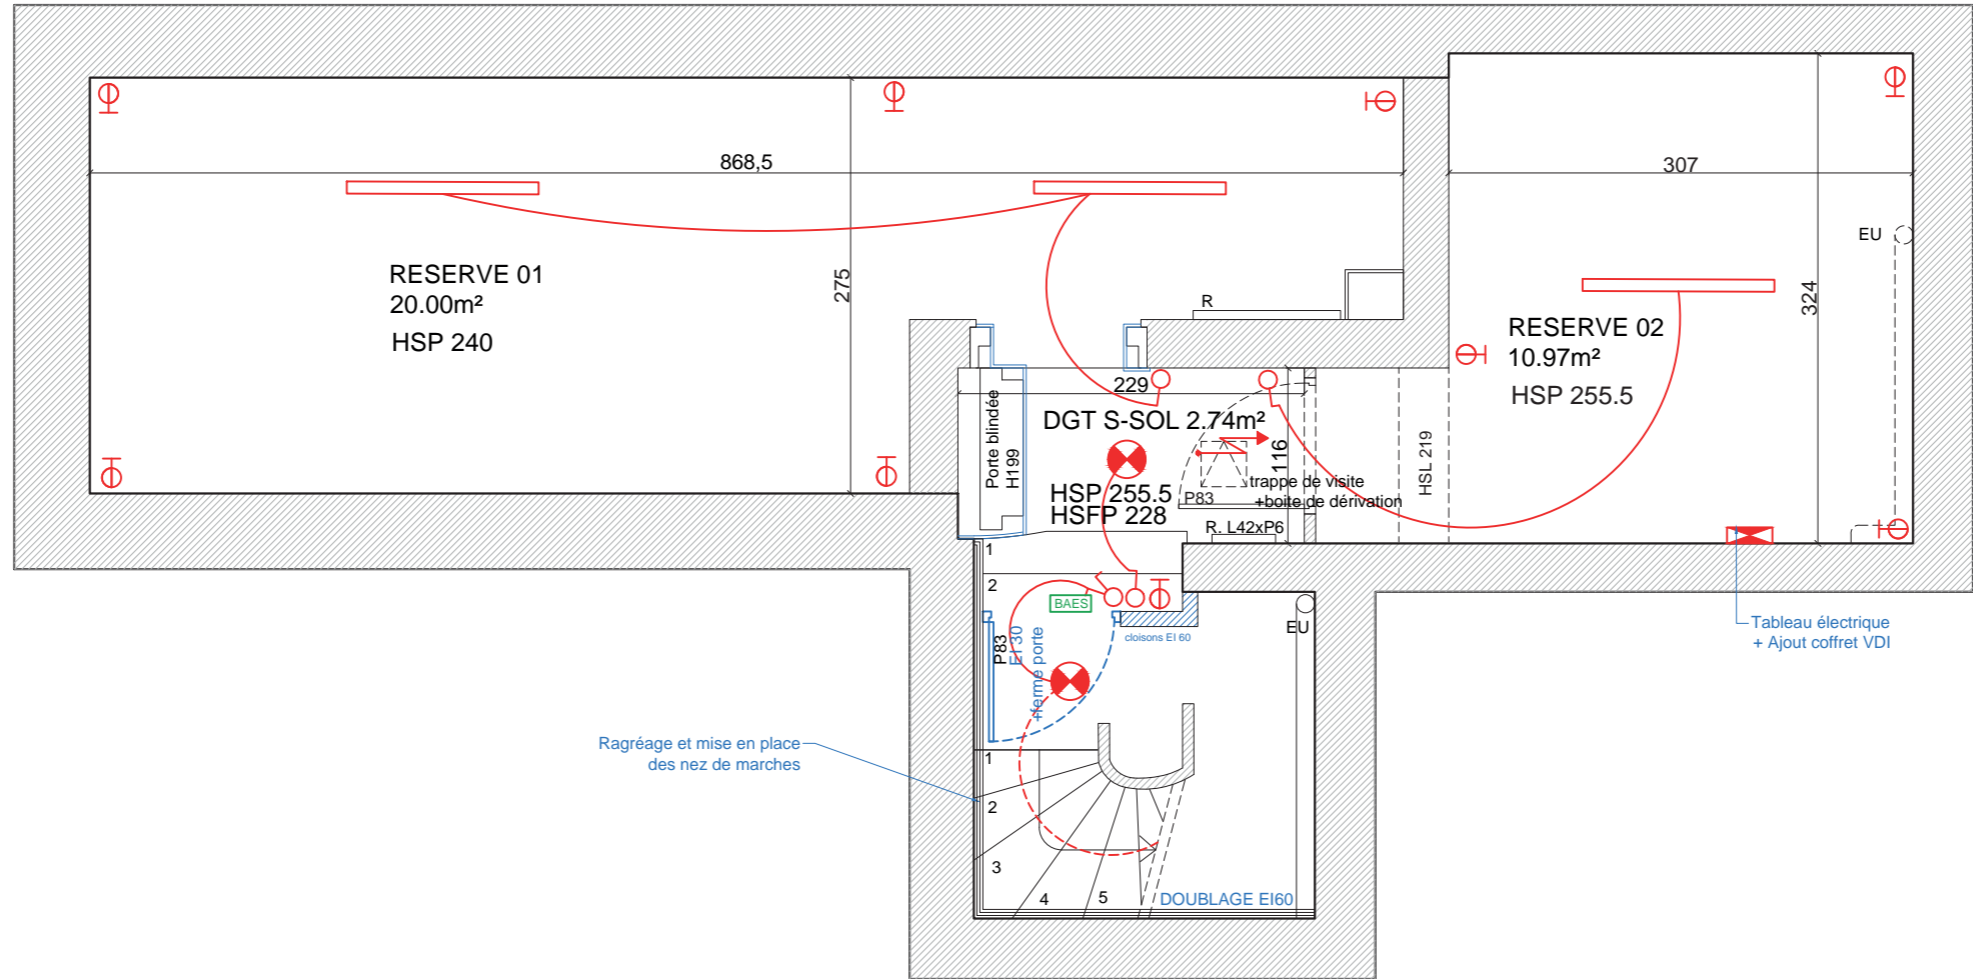 868,5
307
275
324
RESERVE 01
20.00m²
HSP 240
R
EU
RESERVE 02
10.97m²
HSP 255.5
229
Porte blindée
H199
DGT S-SOL 2.74m²
116
HSL 219
HSP 255.5
HSFP 228
P83
trappe de visite
+boite de dérivation
R. L42xP6
1
2
BAES
cloisons EI 60
EU
P83
EI 30
+ferme porte
Tableau électrique
+ Ajout coffret VDI
Ragréage et mise en place
des nez de marches
1
2
3
4
5
DOUBLAGE EI60